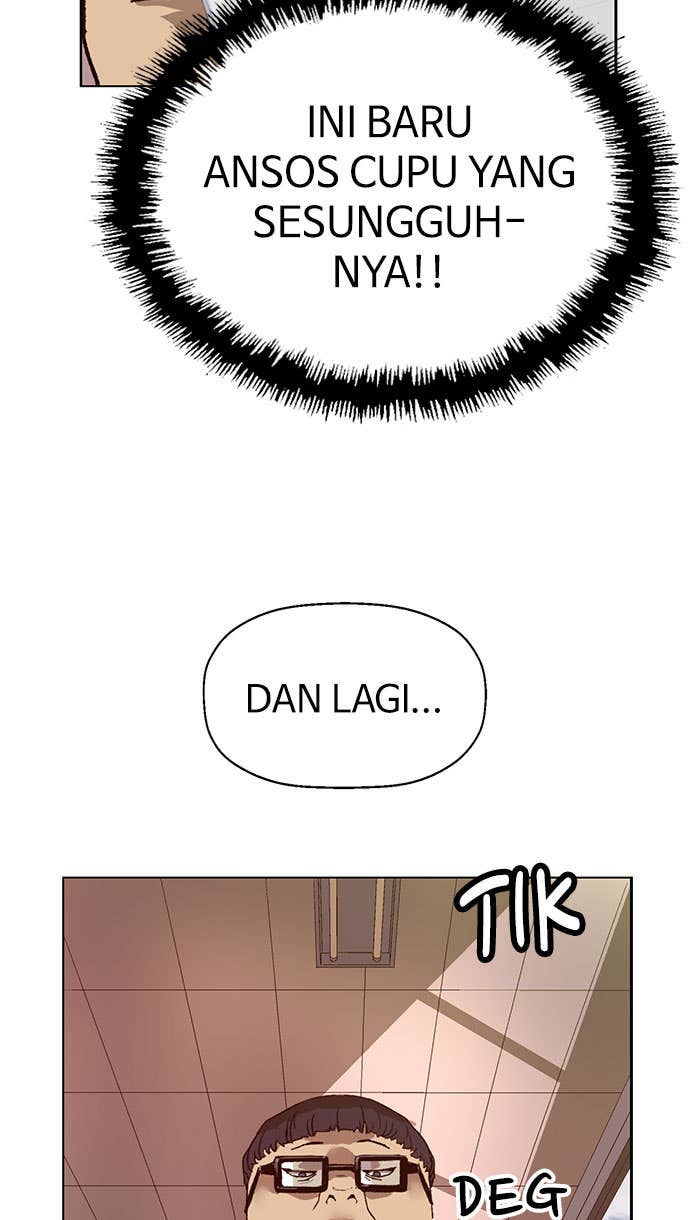 INI BARU
ANSOS CUPU YANG
SESUNGGUH-
NYA!!
DAN LAGI...
TIK
DEG